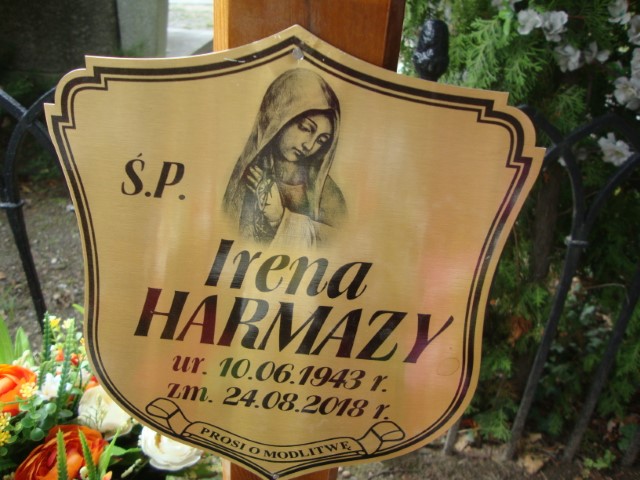 Ś.P.
Irena
HARMAZY
ur. 10.06.1943 r.
zm. 24.08.2018 r.
PROSI O MODLITWĘ